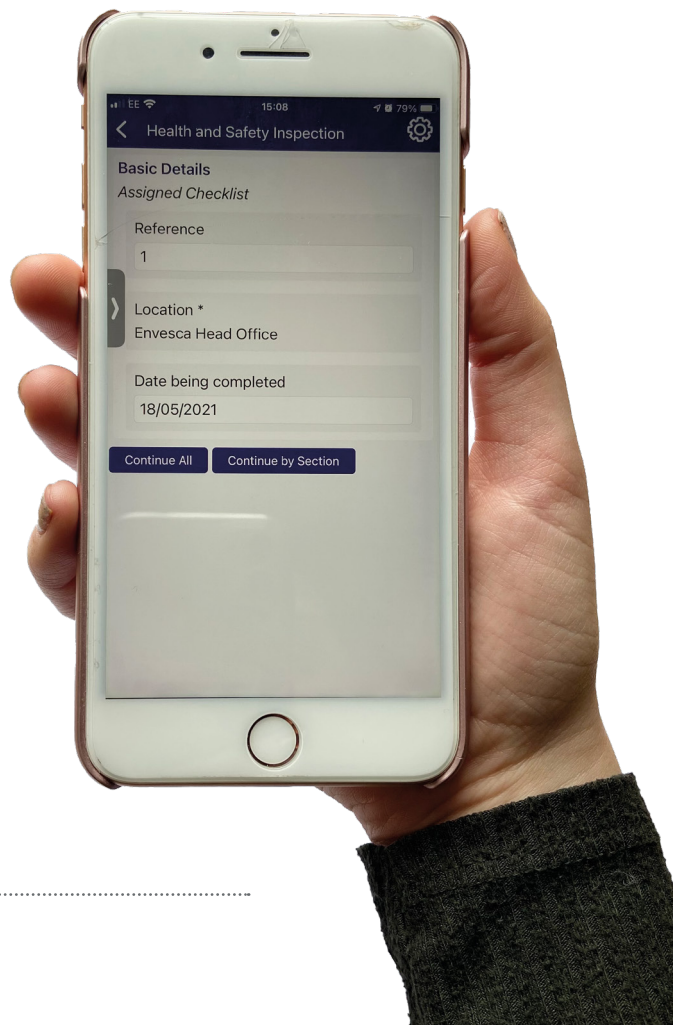 EE 15:08 79%
Health and Safety Inspection
Basic Details
Assigned Checklist
Reference
1
Location *
Envesca Head Office
Date being completed
18/05/2021
Continue All Continue by Section